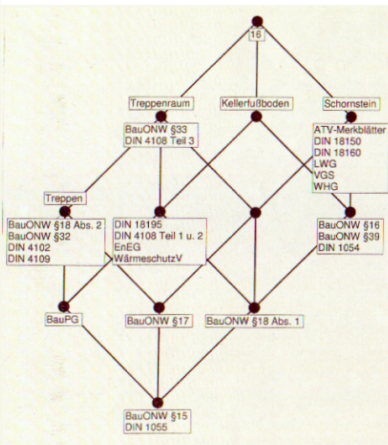 16
Treppenraum
Kellerfußboden
Schornstein
BauONW §33
DIN 4108 Teil 3
ATV-Merkblätter
DIN 18150
DIN 18160
LWG
VGS
WHG
Treppen
BauONW §18 Abs. 2
BauONW §32
DIN 4102
DIN 4109
DIN 18195
DIN 4108 Teil 1 u. 2
EnEG
WärmeschutzV
BauONW §16
BauONW §39
DIN 1054
BauPG
BauONW §17
BauONW §18 Abs. 1
BauONW §15
DIN 1055